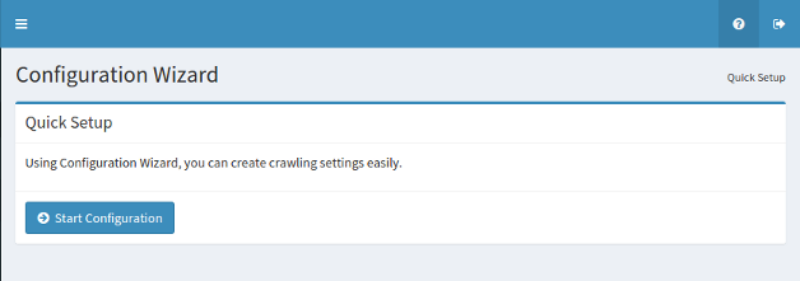 Configuration Wizard
Quick Setup
Quick Setup
Using Configuration Wizard, you can create crawling settings easily.
Start Configuration